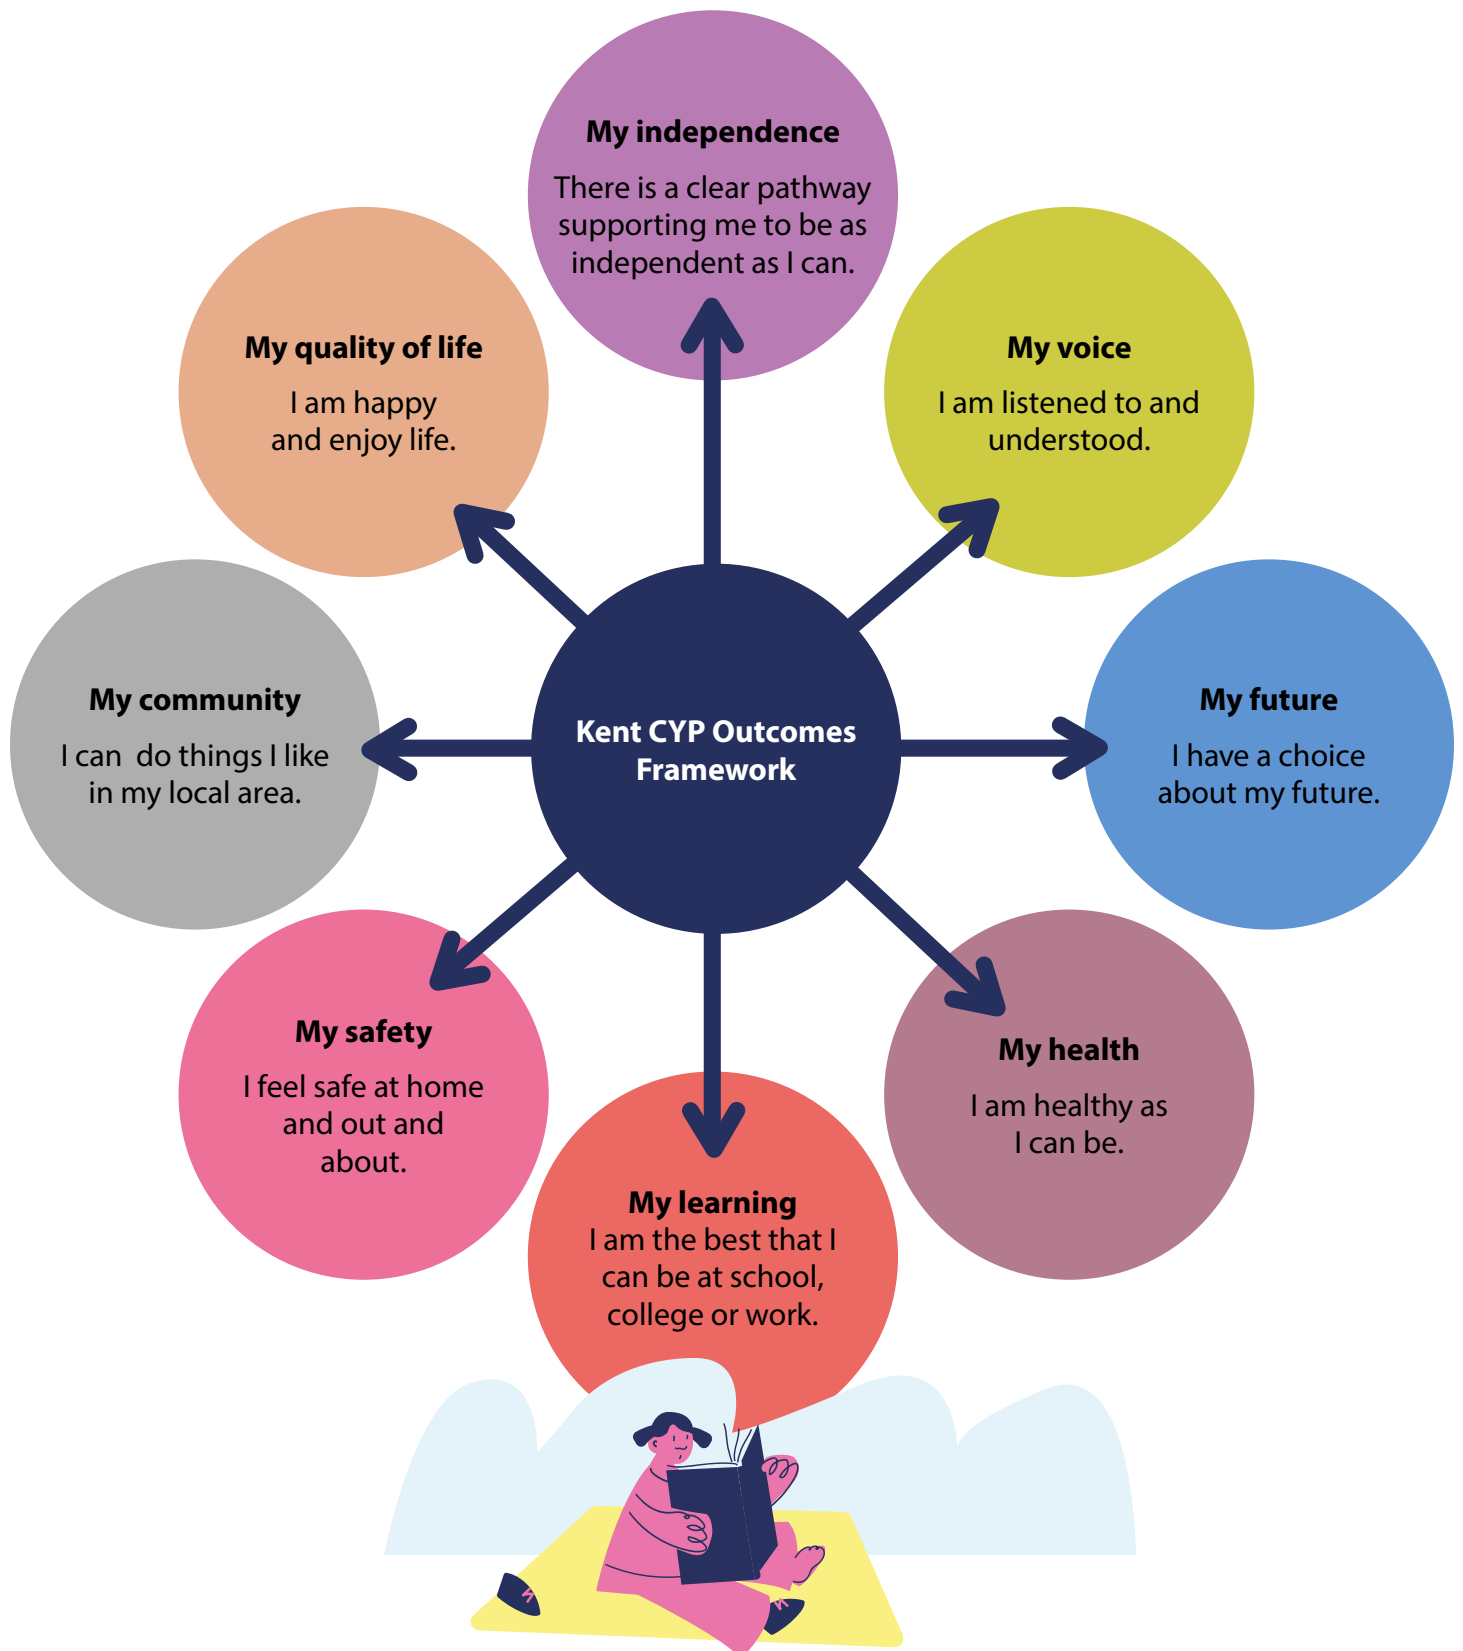 My independence
There is a clear pathway
supporting me to be as
independent as I can.
My quality of life
I am happy
and enjoy life.
My voice
I am listened to and
understood.
My community
I can  do things I like
in my local area.
Kent CYP Outcomes
Framework
My future
I have a choice
about my future.
My safety
I feel safe at home
and out and
about.
My health
I am healthy as
I can be.
My learning
I am the best that I
can be at school,
college or work.